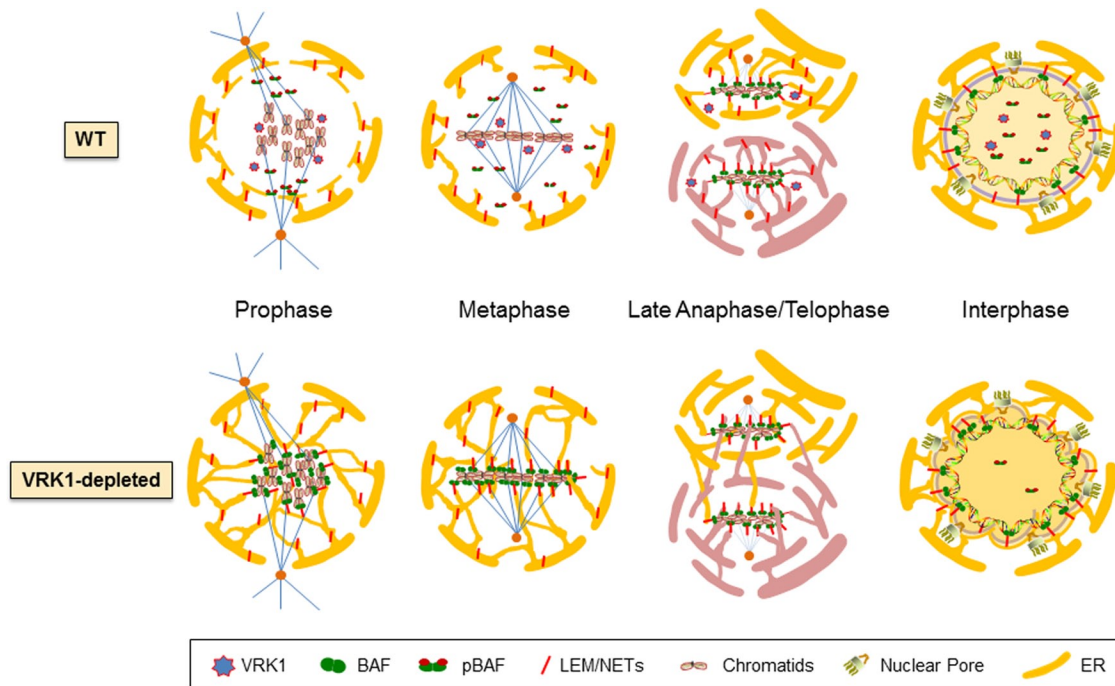 WT
Prophase
Metaphase
Late Anaphase/Telophase
Interphase
VRK1-depleted
VRK1
BAF
pBAF
LEM/NETs
Chromatids
Nuclear Pore
ER